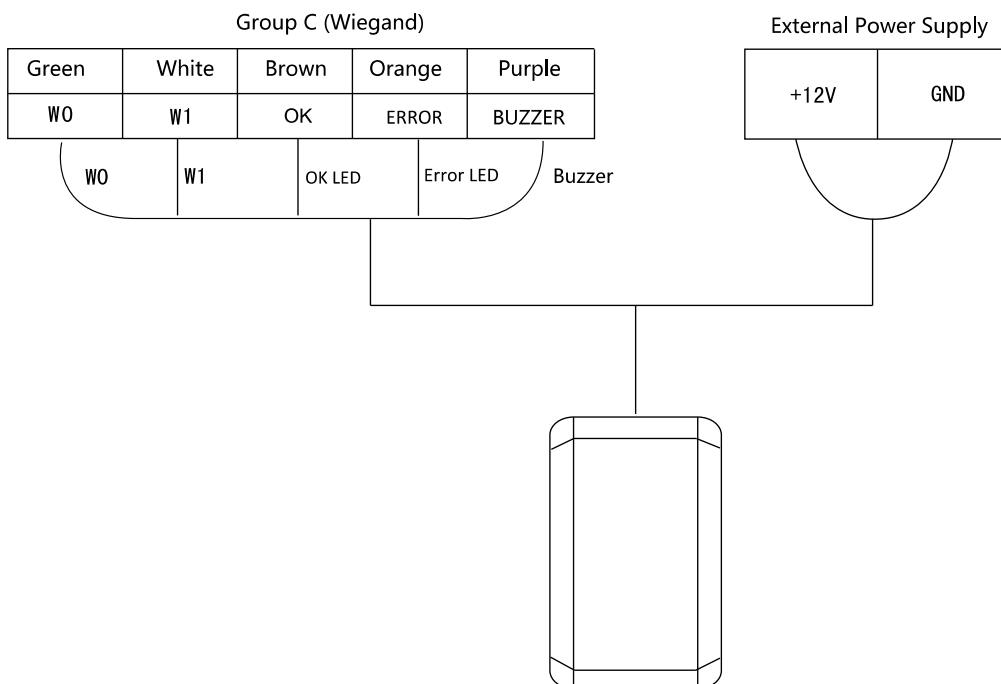 Group C (Wiegand)
External Power Supply
Green White Brown Orange Purple
W0 W1 OK ERROR BUZZER
+12V GND
W0 W1 OK LED Error LED Buzzer